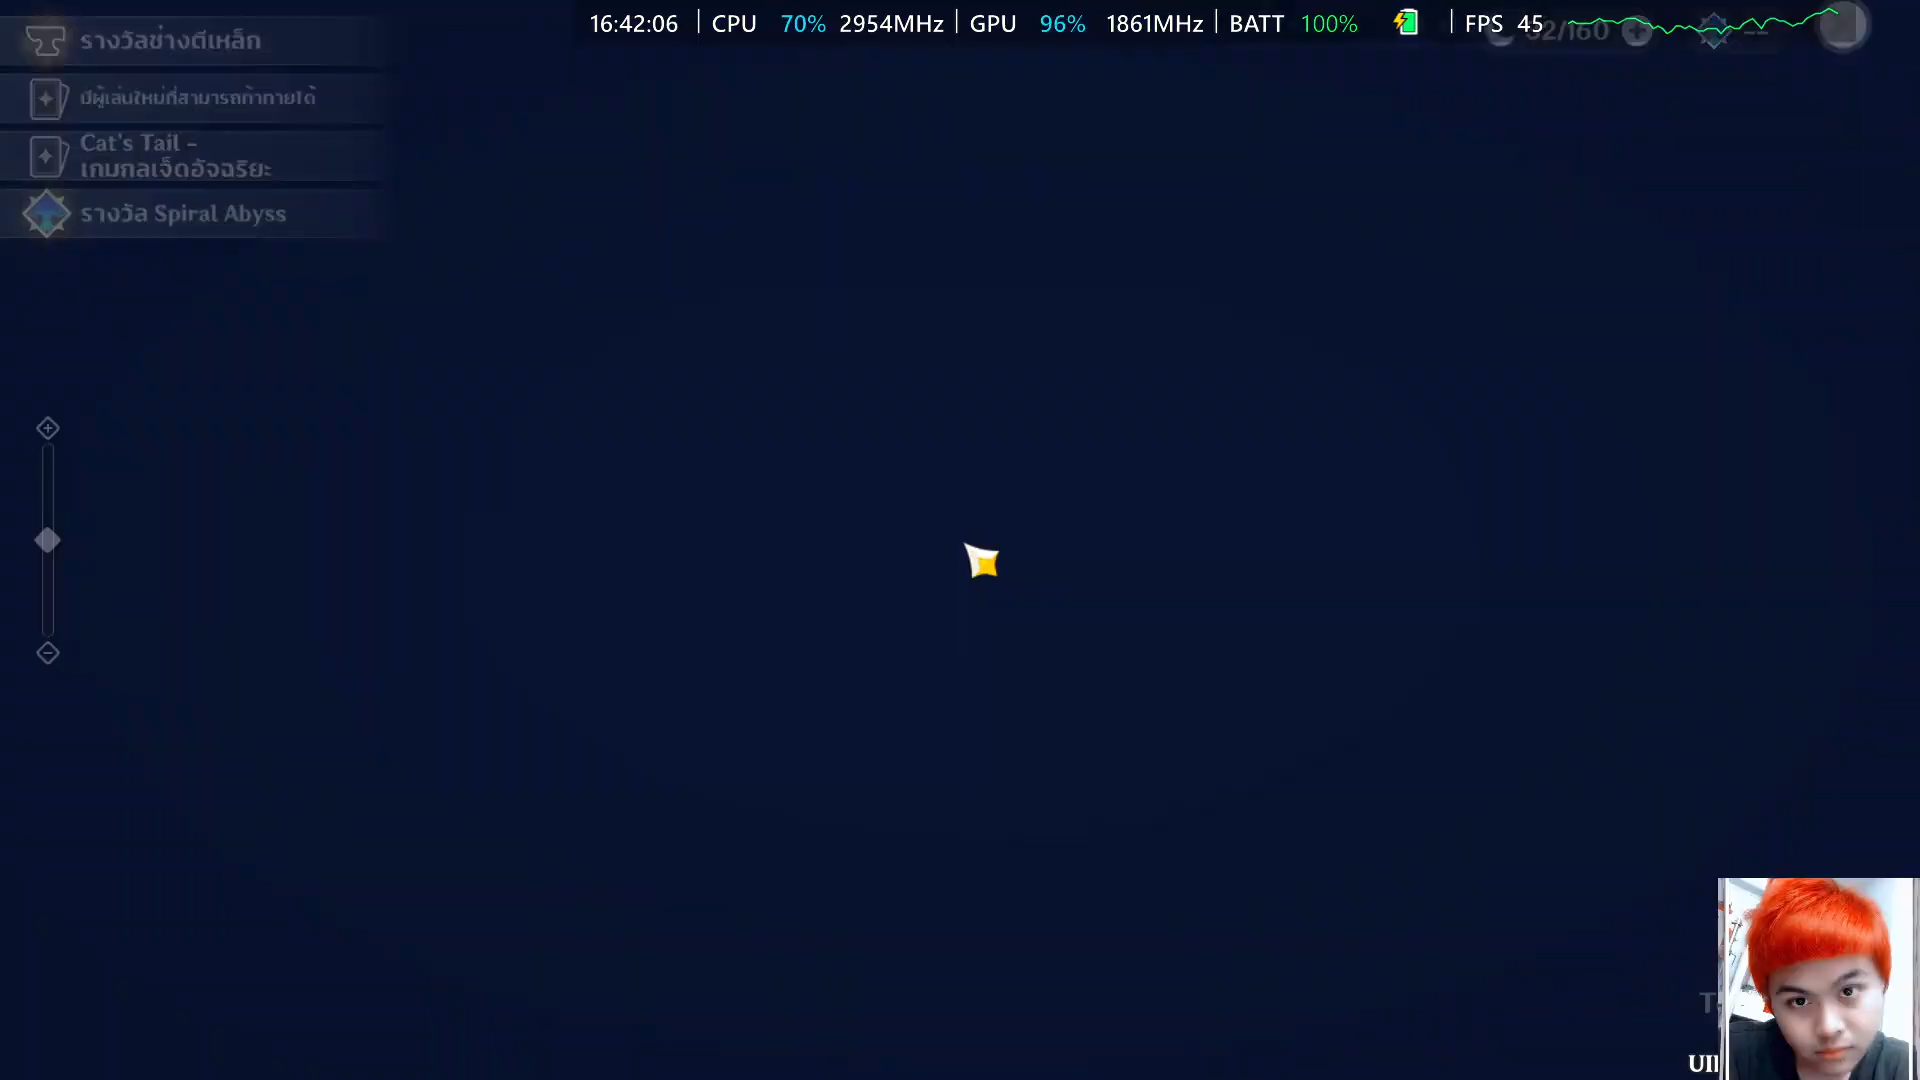 16:42:06 | CPU 70% 2954MHz | GPU 96% 1861MHz | BATT 100% | FPS 45
รางวัลช่างตีเหล็ก
/160
มีผู้เล่นใหม่ที่สามารถท้าทายได้
Cat's Tail -
เกมกลเจ็ดอัจฉริยะ
รางวัล Spiral Abyss